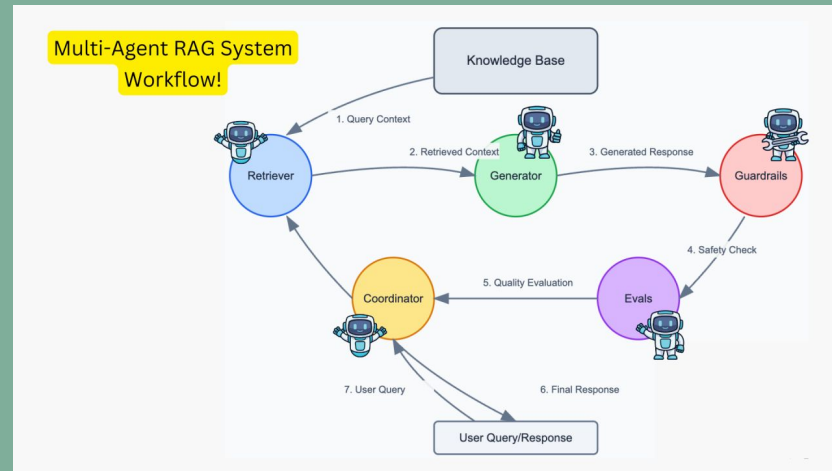 Multi-Agent RAG System
Workflow!
Knowledge Base
1. Query Context
Retriever
2. Retrieved Context
Generator
3. Generated Response
Guardrails
4. Safety Check
Coordinator
5. Quality Evaluation
Evals
7. User Query
6. Final Response
User Query/Response